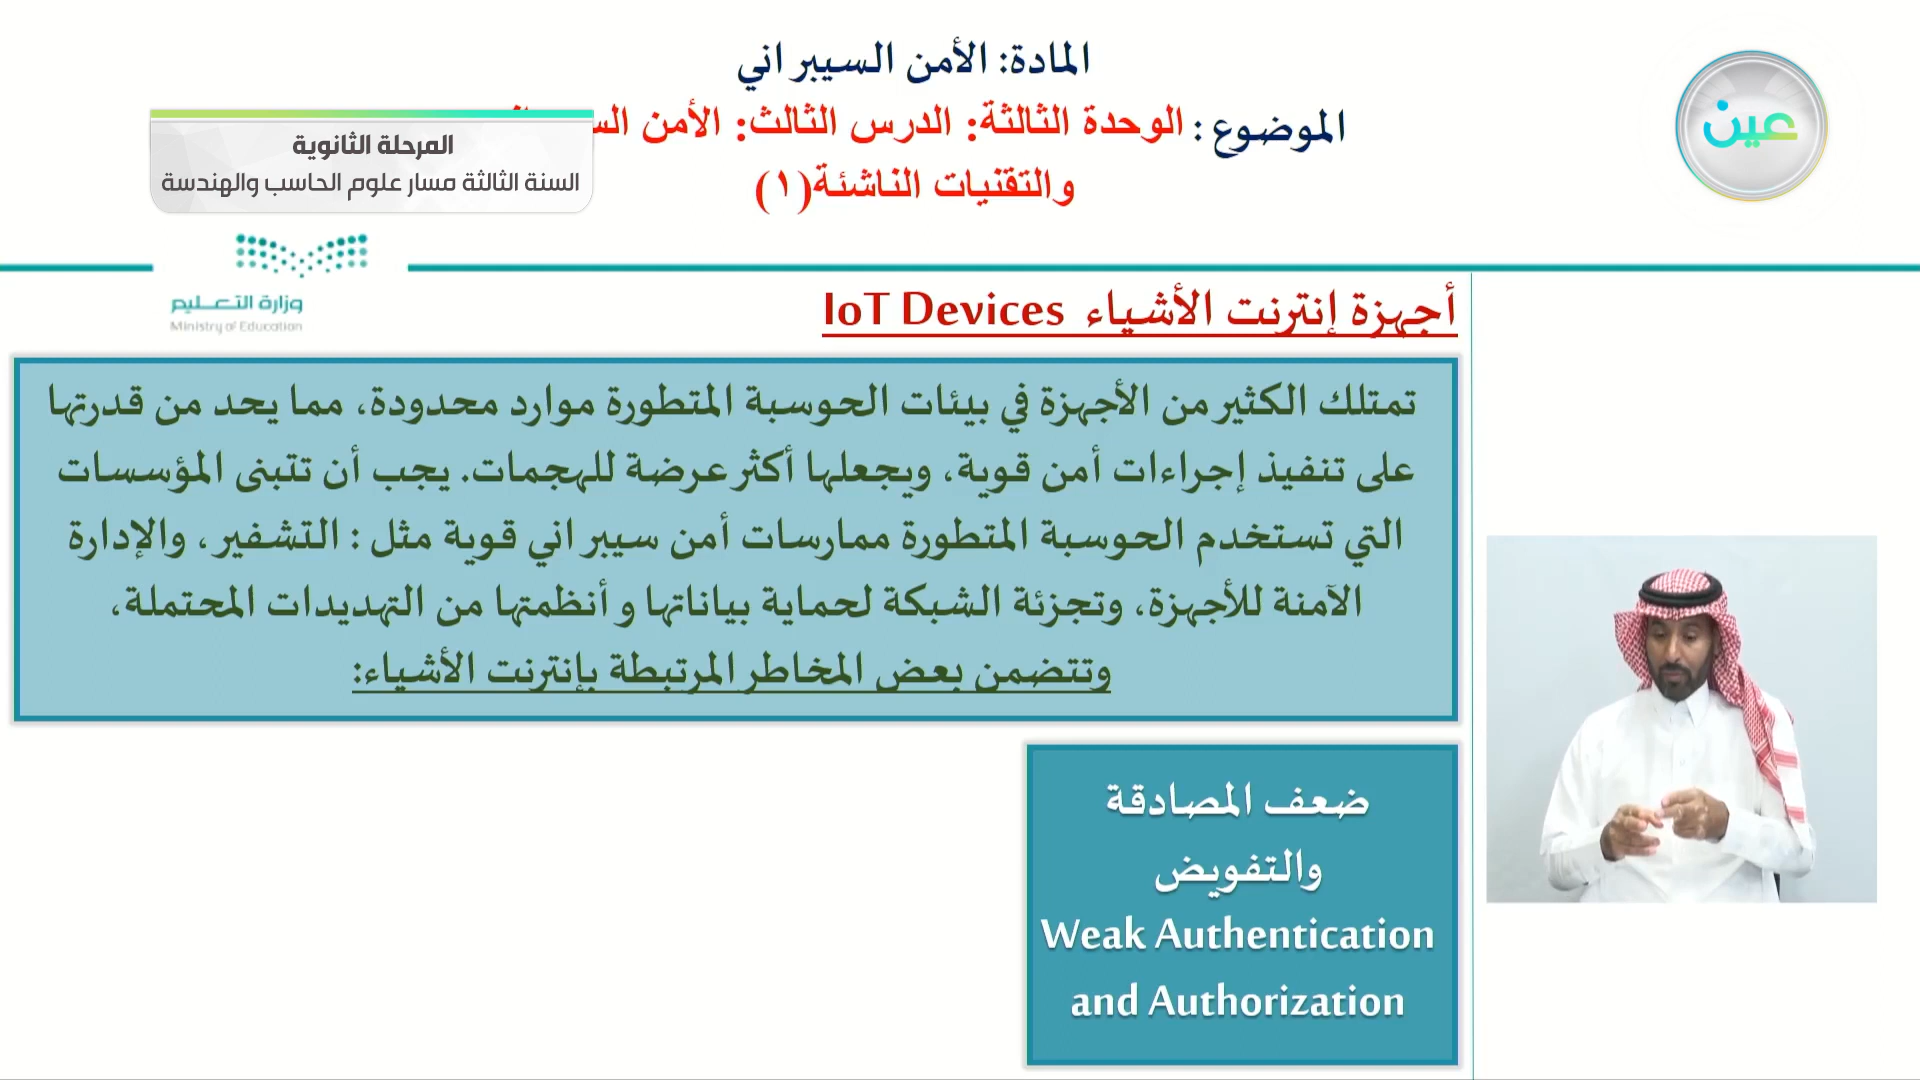 المادة: الأمن السيبراني
الموضوع : الوحدة الثالثة: الدرس الثالث: الأمن
والتقنيات الناشئة(١)
المرحلة الثانوية
السنة الثالثة مسار علوم الحاسب والهندسة
عين
وزارة التعليم
Ministry of Education
أجهزة إنترنت الأشياء IoT Devices
تمتلك الكثير من الأجهزة في بيئات الحوسبة المتطورة موارد محدودة، مما يحد من قدرتها
على تنفيذ إجراءات أمن قوية، ويجعلها أكثر عرضة للهجمات. يجب أن تتبنى المؤسسات
التي تستخدم الحوسبة المتطورة ممارسات أمن سيبراني قوية مثل : التشفير، والإدارة
الآمنة للأجهزة، وتجزئة الشبكة لحماية بياناتها وأنظمتها من التهديدات المحتملة،
وتتضمن بعض المخاطر المرتبطة بإنترنت الأشياء:
ضعف المصادقة
والتفويض
Weak Authentication
and Authorization